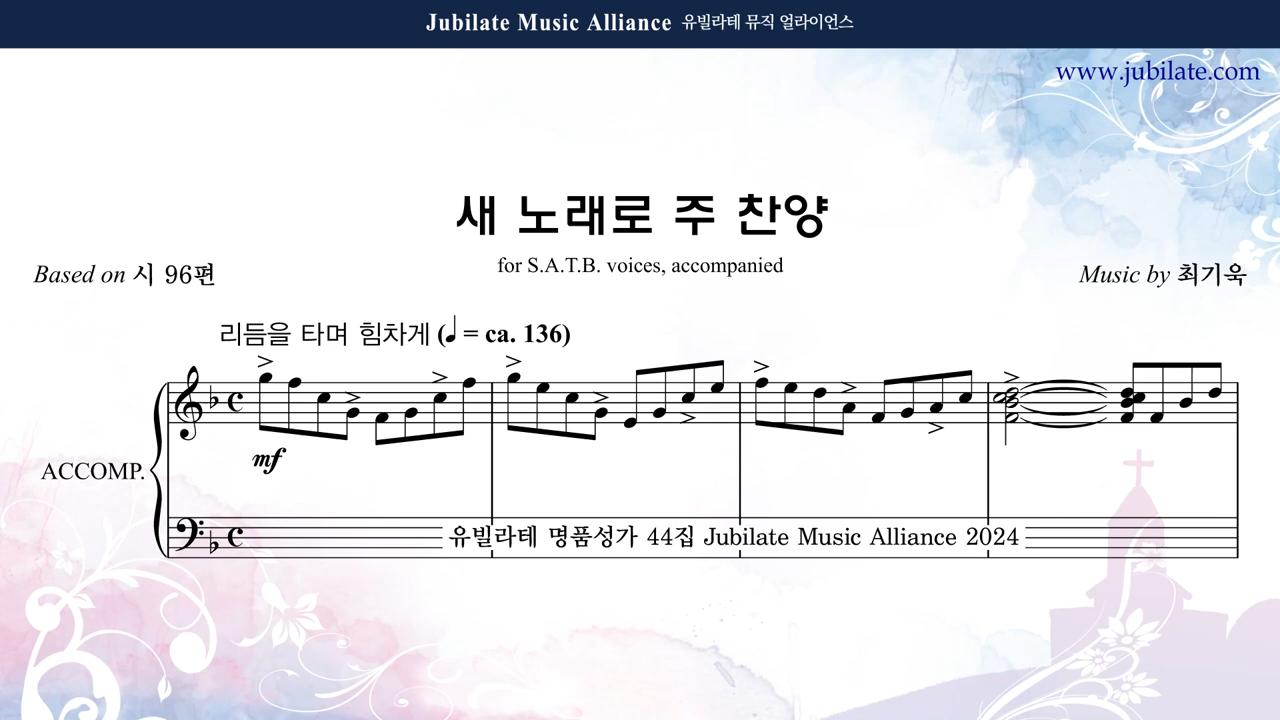 Jubilate Music Alliance 유빌라테 뮤직 얼라이언스
www.jubilate.com
새 노래로 주 찬양
for S.A.T.B. voices, accompanied
Based on 시 96편
Music by 최기욱
리듬을 타며 힘차게 (♩ = ca. 136)
mf
ACCOMP.
유빌라테 명품성가 44집 Jubilate Music Alliance 2024